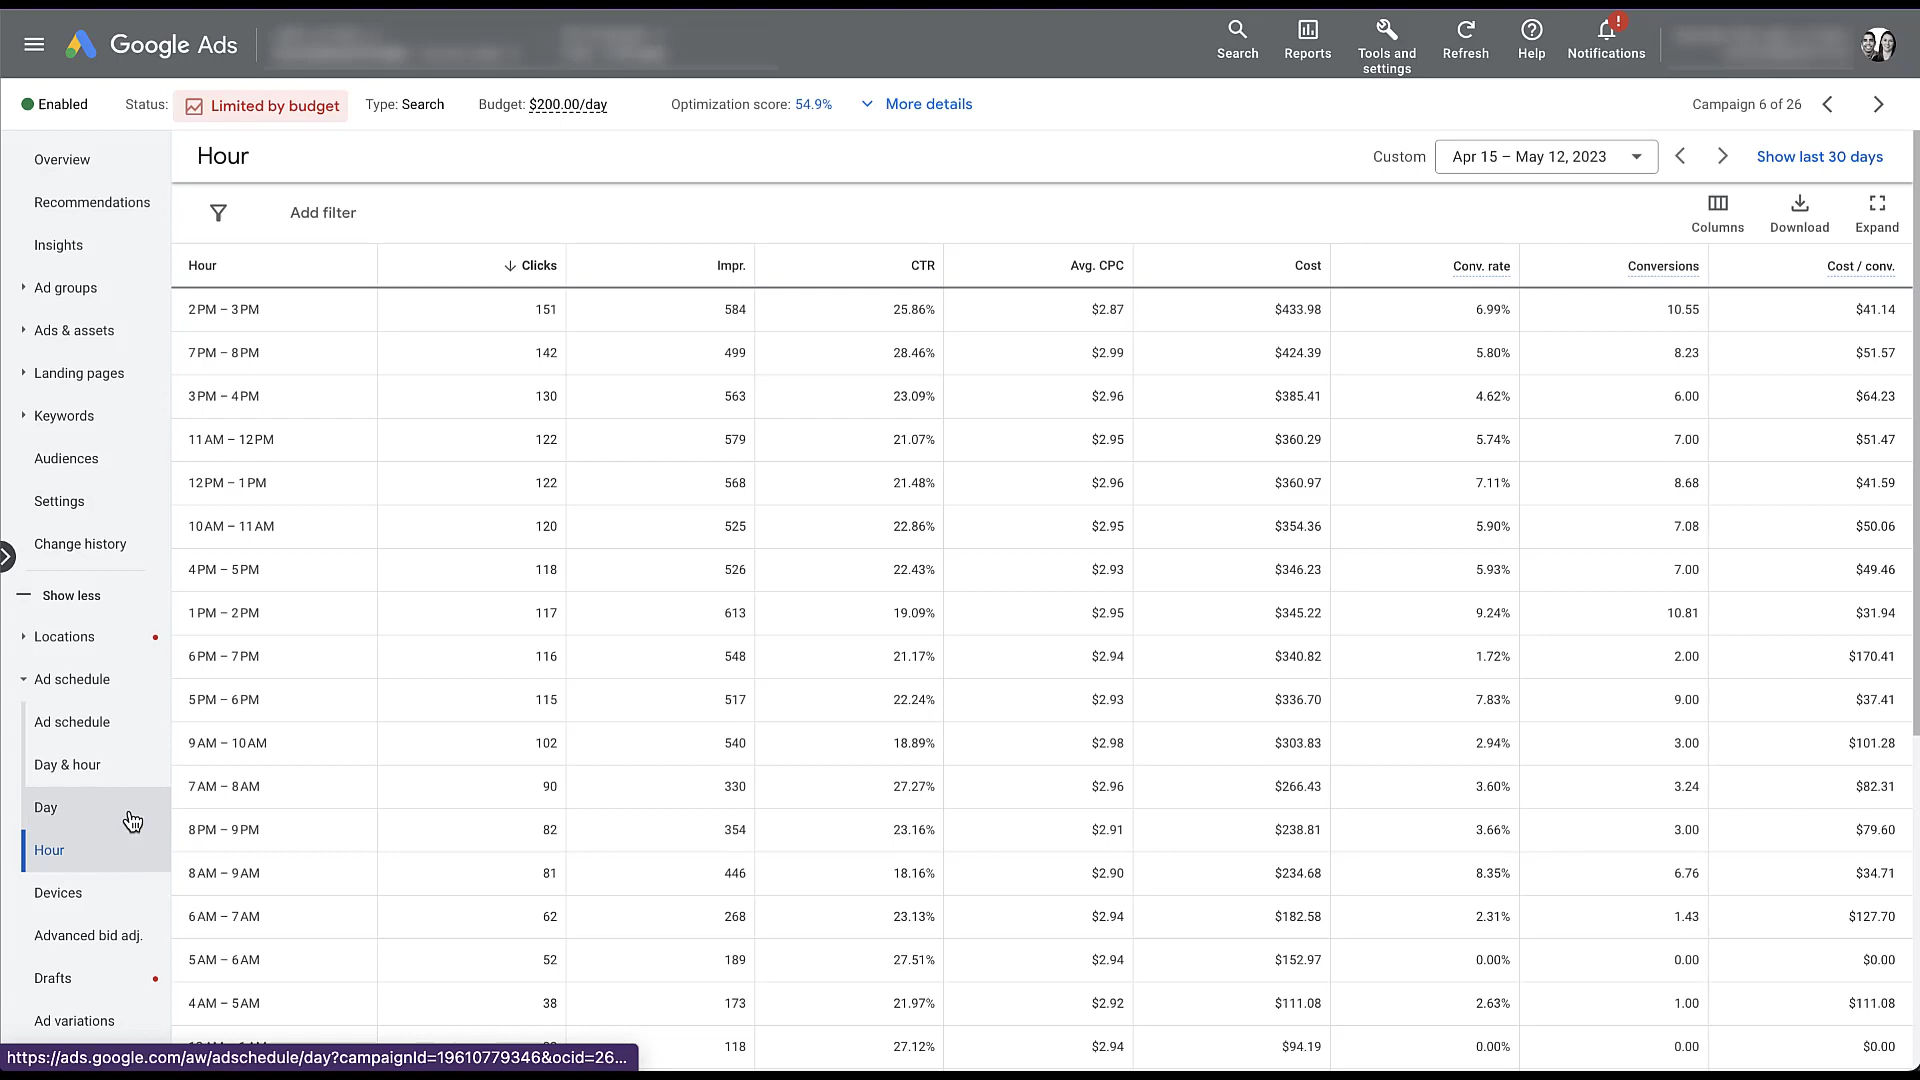 Google Ads
Search
Reports
Tools and
settings
Refresh
Help
!
Notifications
Enabled
Status: Limited by budget
Type: Search
Budget: $200.00/day
Optimization score: 54.9%
More details
Campaign 6 of 26
Overview
Recommendations
Insights
Ad groups
Ads & assets
Landing pages
Keywords
Audiences
Settings
Change history
Show less
Locations
Ad schedule
Ad schedule
Day & hour
Day
Hour
Devices
Advanced bid adj.
Drafts
Ad variations
Hour
Custom
Apr 15 – May 12, 2023
Show last 30 days
Add filter
Columns
Download
Expand
Hour Clicks Impr. CTR Avg. CPC Cost Conv. rate Conversions Cost / conv.
2 PM – 3 PM 151 584 25.86% $2.87 $433.98 6.99% 10.55 $41.14
7 PM – 8 PM 142 499 28.46% $2.99 $424.39 5.80% 8.23 $51.57
3 PM – 4 PM 130 563 23.09% $2.96 $385.41 4.62% 6.00 $64.23
11 AM – 12 PM 122 579 21.07% $2.95 $360.29 5.74% 7.00 $51.47
12 PM – 1 PM 122 568 21.48% $2.96 $360.97 7.11% 8.68 $41.59
10 AM – 11 AM 120 525 22.86% $2.95 $354.36 5.90% 7.08 $50.06
4 PM – 5 PM 118 526 22.43% $2.93 $346.23 5.93% 7.00 $49.46
1 PM – 2 PM 117 613 19.09% $2.95 $345.22 9.24% 10.81 $31.94
6 PM – 7 PM 116 548 21.17% $2.94 $340.82 1.72% 2.00 $170.41
5 PM – 6 PM 115 517 22.24% $2.93 $336.70 7.83% 9.00 $37.41
9 AM – 10 AM 102 540 18.89% $2.98 $303.83 2.94% 3.00 $101.28
7 AM – 8 AM 90 330 27.27% $2.96 $266.43 3.60% 3.24 $82.31
8 PM – 9 PM 82 354 23.16% $2.91 $238.81 3.66% 3.00 $79.60
8 AM – 9 AM 81 446 18.16% $2.90 $234.68 8.35% 6.76 $34.71
6 AM – 7 AM 62 268 23.13% $2.94 $182.58 2.31% 1.43 $127.70
5 AM – 6 AM 52 189 27.51% $2.94 $152.97 0.00% 0.00 $0.00
4 AM – 5 AM 38 173 21.97% $2.92 $111.08 2.63% 1.00 $111.08
118 27.12% $2.94 $94.19 0.00% 0.00 $0.00
https://ads.google.com/aw/adschedule/day?campaignId=19610779346&ocid=26...